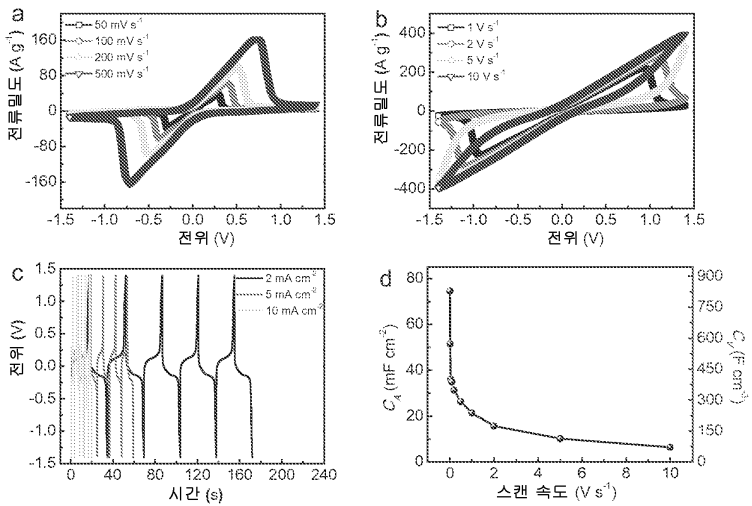 a
50 mV s⁻¹
100 mV s⁻¹
200 mV s⁻¹
500 mV s⁻¹
전류밀도 (A g⁻¹)
160
80
0
-80
-160
-1.5 -1.0 -0.5 0.0 0.5 1.0 1.5
전위 (V)
b
1 V s⁻¹
2 V s⁻¹
5 V s⁻¹
10 V s⁻¹
전류밀도 (A g⁻¹)
400
200
0
-200
-400
-1.5 -1.0 -0.5 0.0 0.5 1.0 1.5
전위 (V)
c
2 mA cm⁻²
5 mA cm⁻²
10 mA cm⁻²
전위 (V)
1.5
1.0
0.5
0.0
-0.5
-1.0
-1.5
0 40 80 120 160 200 240
시간 (s)
d
C_A (mF cm⁻²)
80
60
40
20
0
C_V (F cm⁻³)
900
750
600
450
300
150
0
0 2 4 6 8 10
스캔 속도 (V s⁻¹)